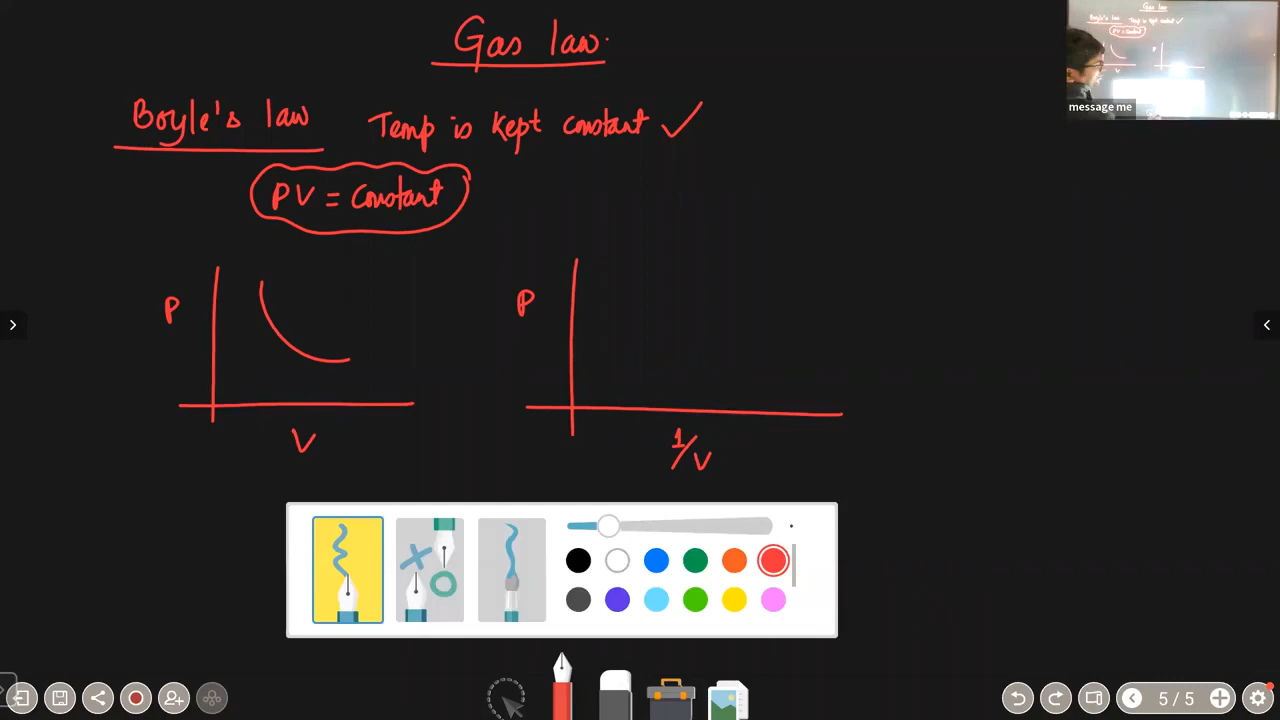 Gas law.
Boyle's law Temp is kept constant ✓
PV = Constant
P
V
P
1/V
message me
5/5